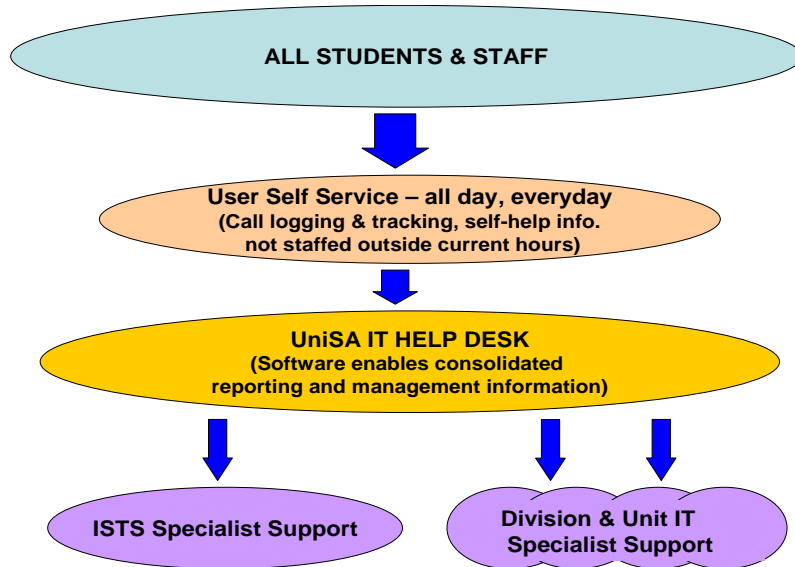 ALL STUDENTS & STAFF
User Self Service – all day, everyday
(Call logging & tracking, self-help info.
not staffed outside current hours)
UniSA IT HELP DESK
(Software enables consolidated
reporting and management information)
ISTS Specialist Support
Division & Unit IT
Specialist Support